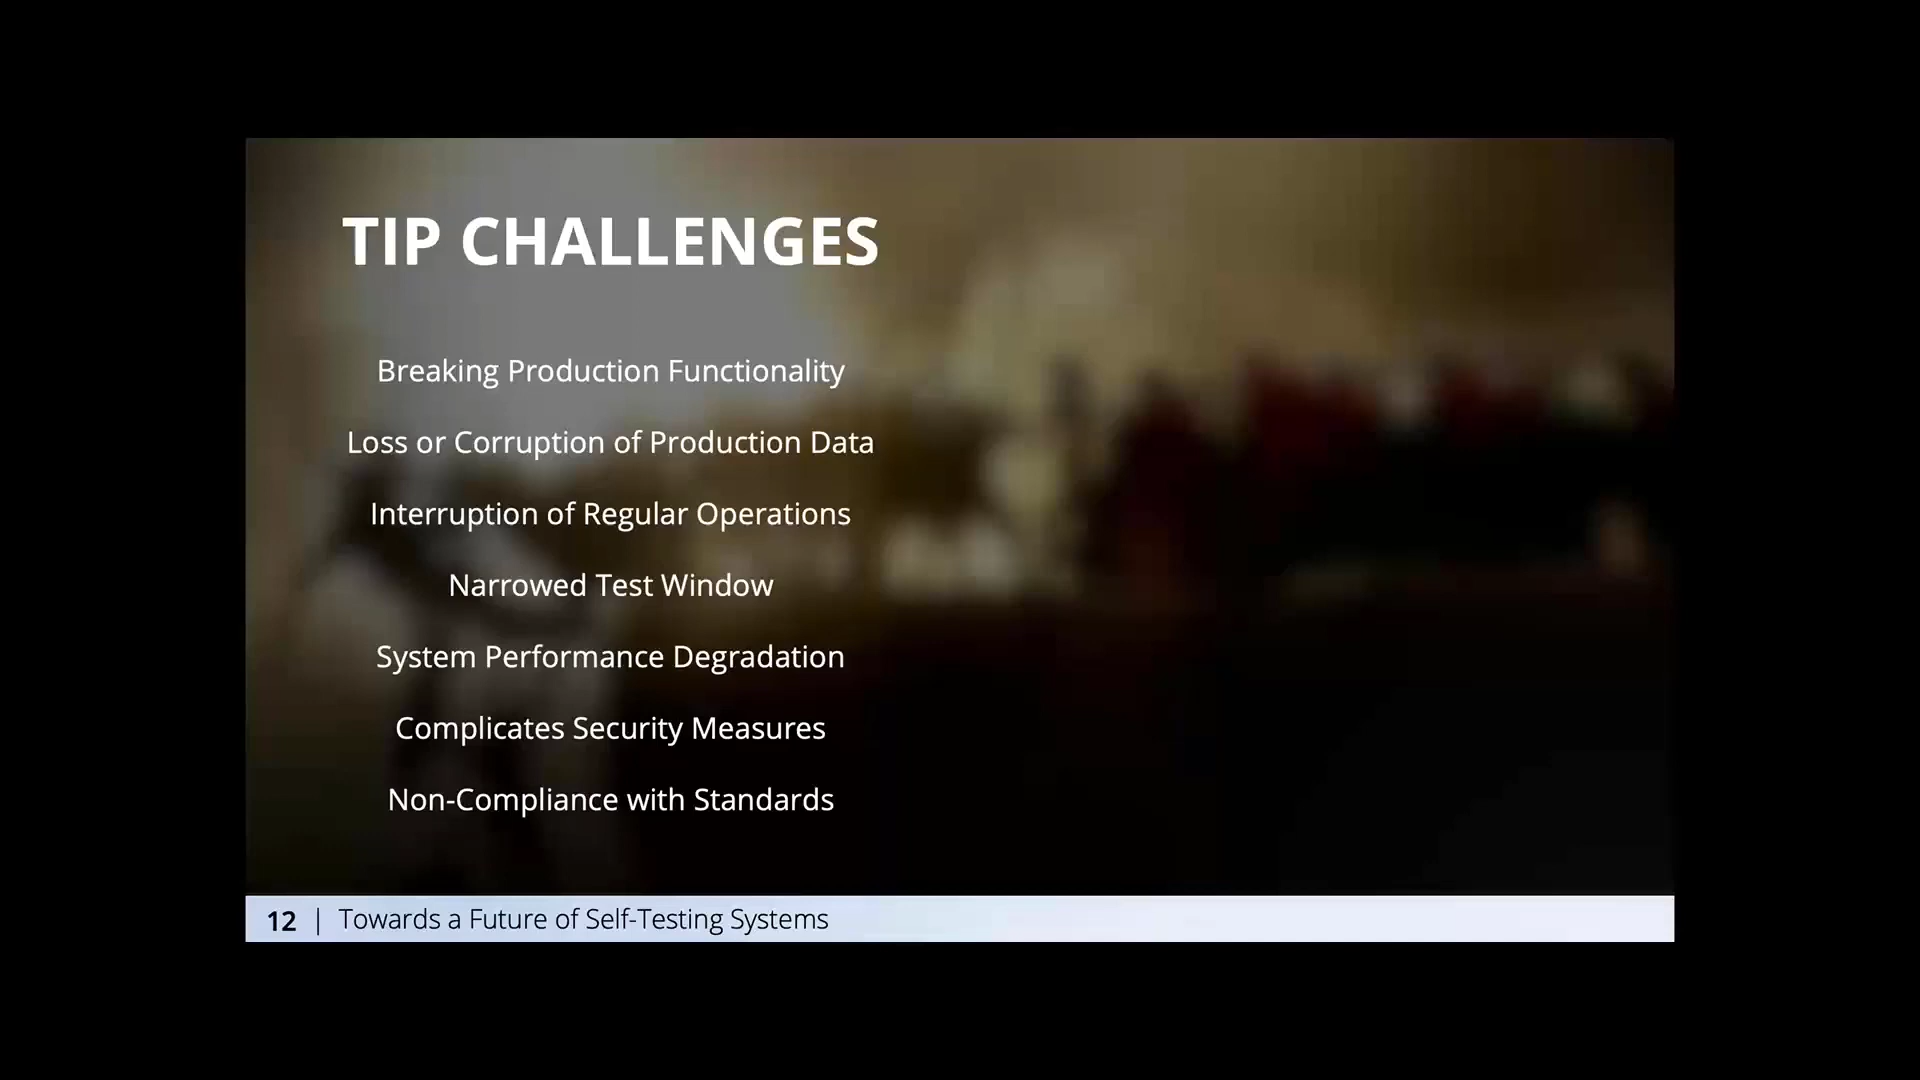 TIP CHALLENGES
Breaking Production Functionality
Loss or Corruption of Production Data
Interruption of Regular Operations
Narrowed Test Window
System Performance Degradation
Complicates Security Measures
Non-Compliance with Standards
12 | Towards a Future of Self-Testing Systems